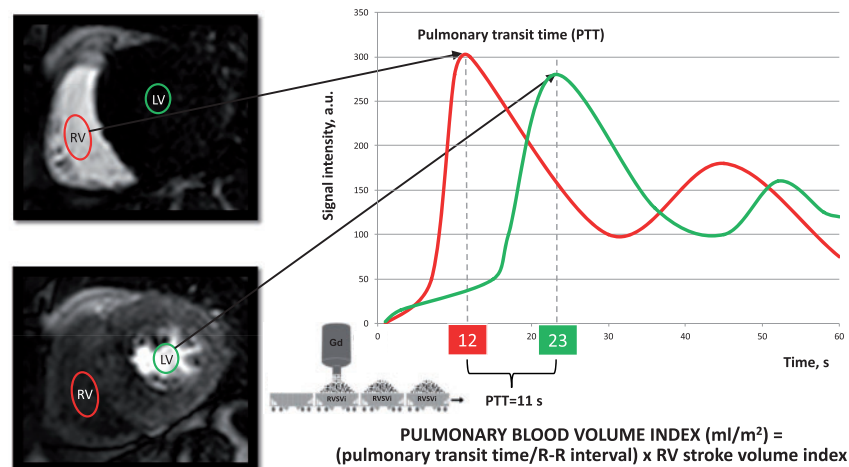 LV
RV
LV
RV
Pulmonary transit time (PTT)
Signal intensity, a.u.
350
300
250
200
150
100
50
0
0
12
20
23
40
50
60
Time, s
Gd
RVSVi
RVSVi
RVSVi
PTT=11 s
PULMONARY BLOOD VOLUME INDEX (ml/m²) =
(pulmonary transit time/R-R interval) x RV stroke volume index